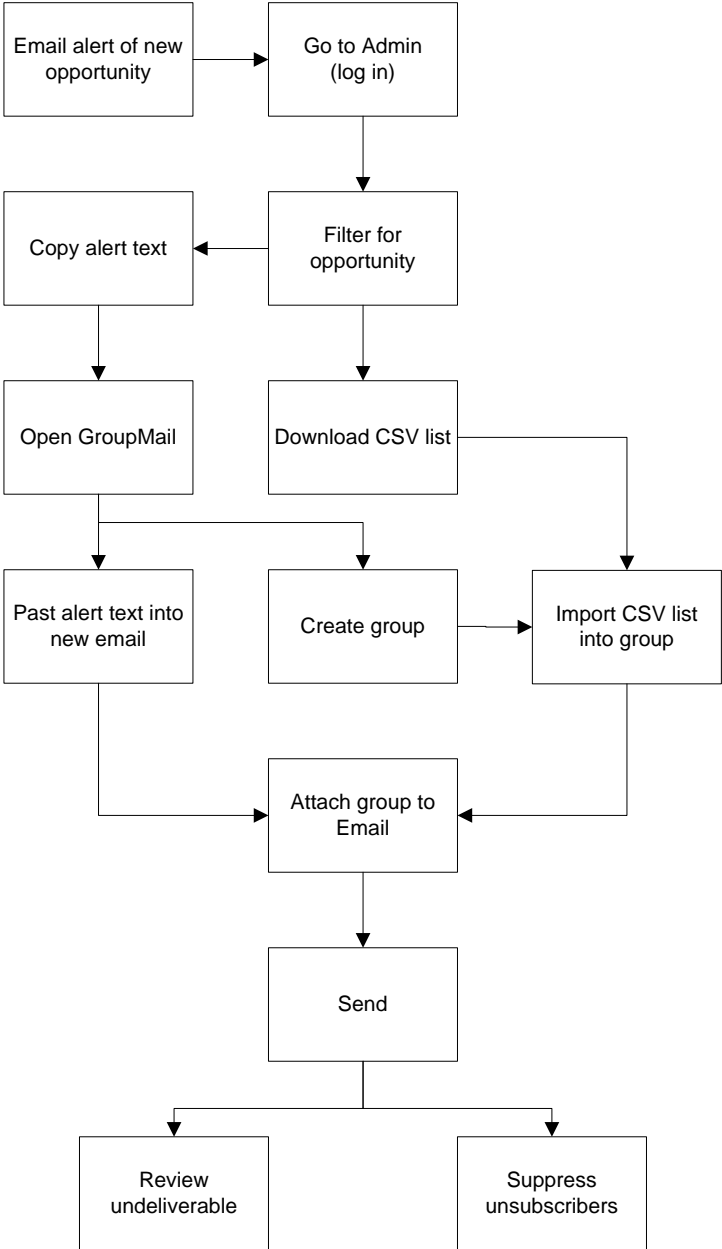 Email alert of new
opportunity
Go to Admin
(log in)
Copy alert text
Filter for
opportunity
Open GroupMail
Download CSV list
Past alert text into
new email
Create group
Import CSV list
into group
Attach group to
Email
Send
Review
undeliverable
Suppress
unsubscribers